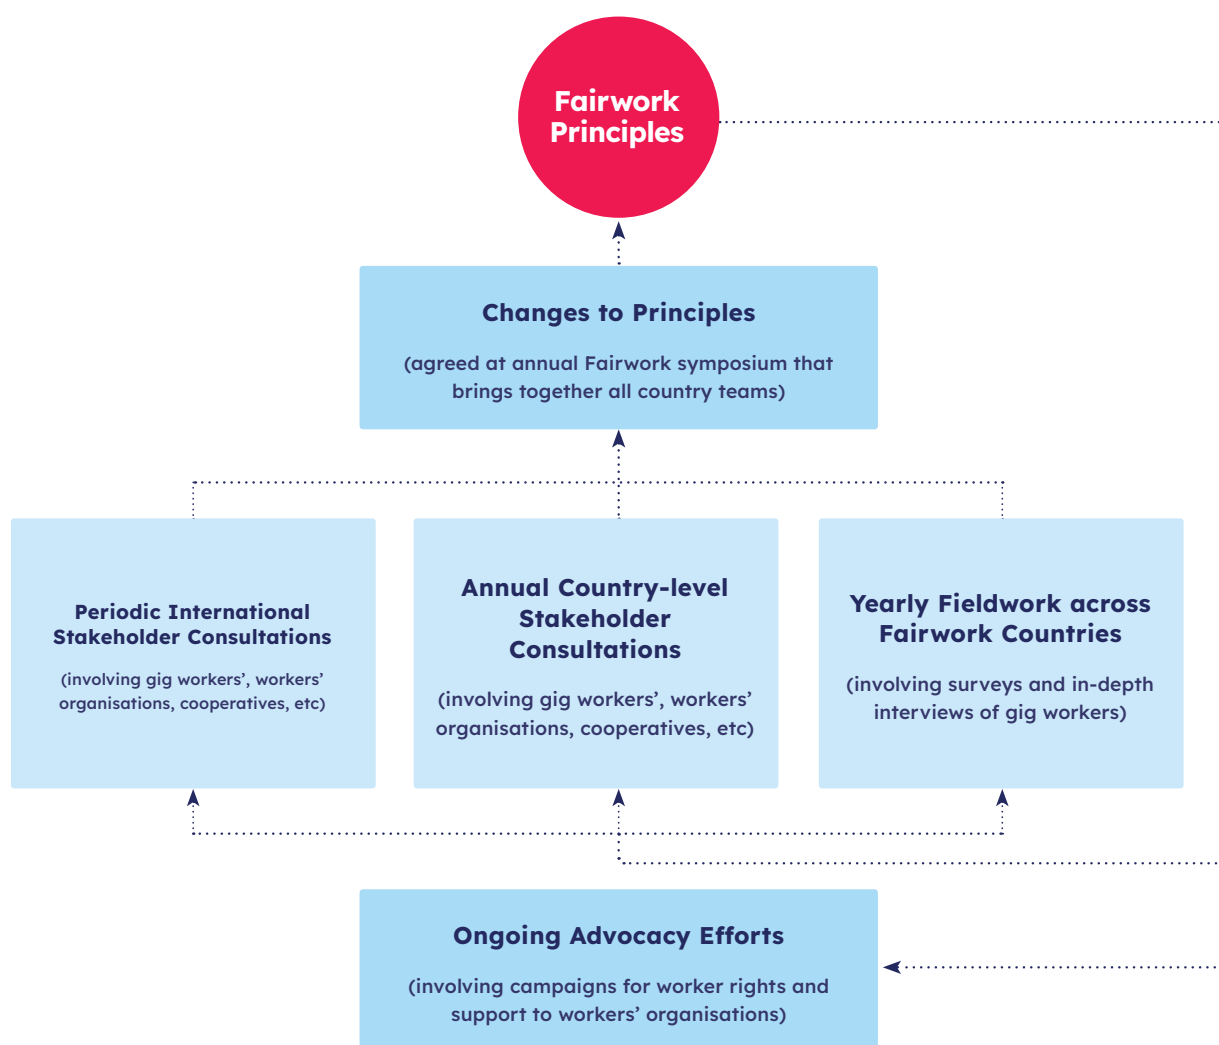 Fairwork
Principles
Changes to Principles
(agreed at annual Fairwork symposium that
brings together all country teams)
Periodic International
Stakeholder Consultations
(involving gig workers’, workers’
organisations, cooperatives, etc)
Annual Country-level
Stakeholder
Consultations
(involving gig workers’, workers’
organisations, cooperatives, etc)
Yearly Fieldwork across
Fairwork Countries
(involving surveys and in-depth
interviews of gig workers)
Ongoing Advocacy Efforts
(involving campaigns for worker rights and
support to workers’ organisations)